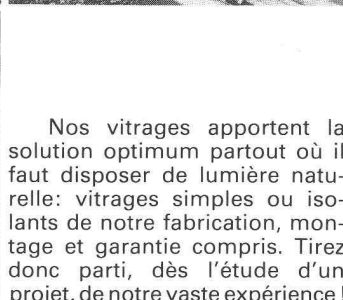 Nos vitrages apportent la
solution optimum partout où il
faut disposer de lumière natu-
relle: vitrages simples ou iso-
lants de notre fabrication, mon-
tage et garantie compris. Tirez
donc parti, dès l'étude d'un
projet, de notre vaste expérience!